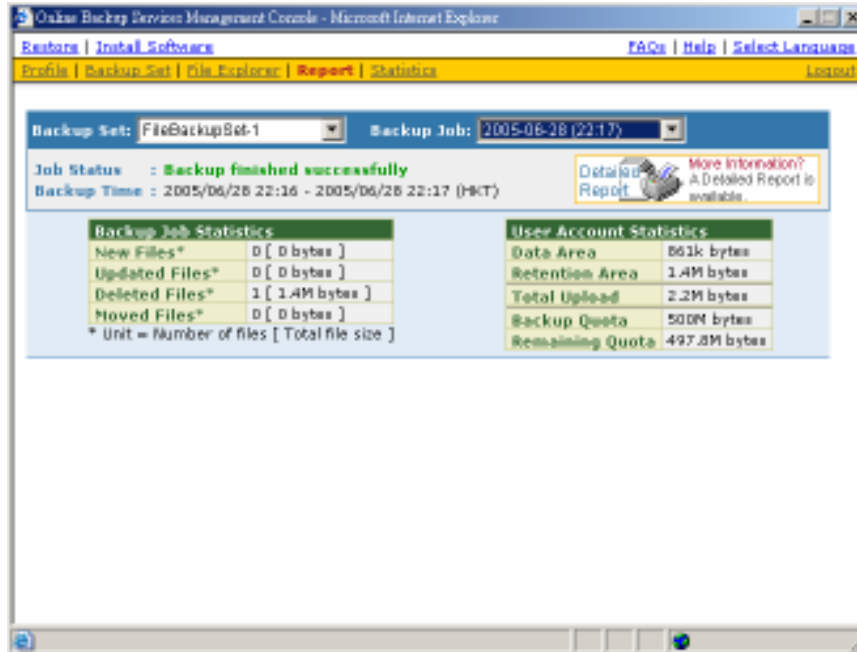 Online Backup Services Management Console - Microsoft Internet Explorer
Restore | Install Software
FAQs | Help | Select Language
Profile | Backup Set | File Explorer | Report | Statistics
Logout
Backup Set: FileBackupSet-1
Backup Job: 2005-06-28 (22:17)
Job Status : Backup finished successfully
Backup Time : 2005/06/28 22:16 - 2005/06/28 22:17 (HKT)
Detailed Report
More Information?
A Detailed Report is
available.
Backup Job Statistics
New Files* 0 [ 0 bytes ]
Updated Files* 0 [ 0 bytes ]
Deleted Files* 1 [ 1.4M bytes ]
Moved Files* 0 [ 0 bytes ]
* Unit = Number of files [ Total file size ]
User Account Statistics
Data Area 861k bytes
Retention Area 1.4M bytes
Total Upload 2.2M bytes
Backup Quota 500M bytes
Remaining Quota 497.8M bytes